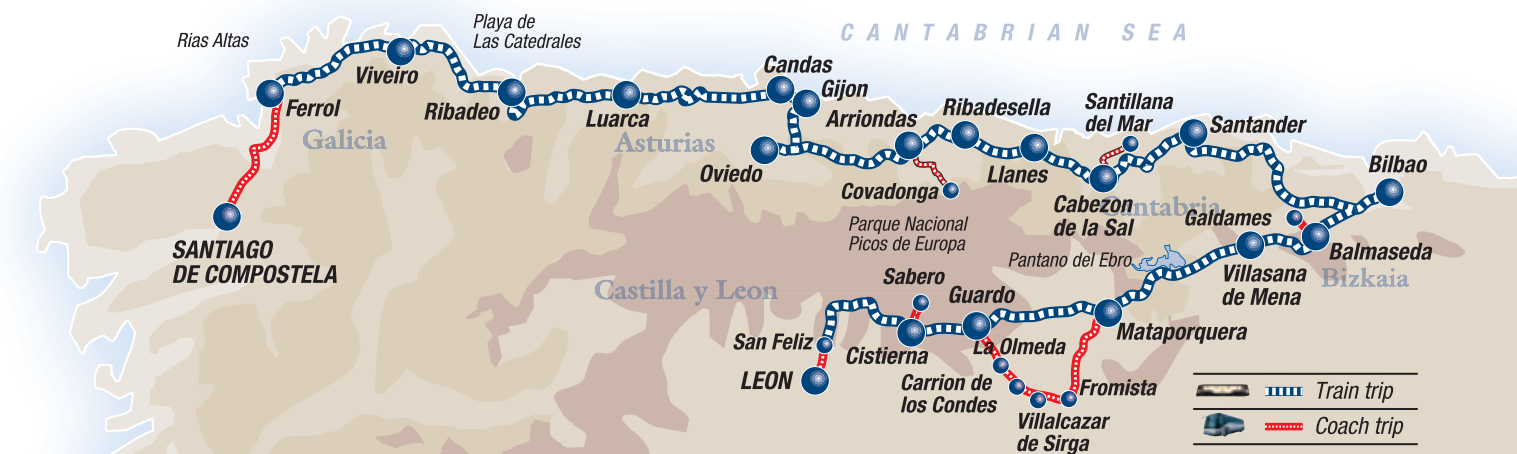 CANTABRIAN SEA
Playa de
Las Catedrales
Rias Altas
Viveiro
Ferrol
Ribadeo
Luarca
Candas
Gijon
Arriondas
Ribadesella
Santillana
del Mar
Santander
Bilbao
Galicia
Asturias
Oviedo
Covadonga
Llanes
Cabezon
de la Sal
Cantabria
Galdames
Balmaseda
Bizkaia
SANTIAGO
DE COMPOSTELA
Parque Nacional
Picos de Europa
Pantano del Ebro
Villasana
de Mena
Castilla y Leon
Sabero
Guardo
Mataporquera
San Feliz
Cistierna
La Olmeda
LEON
Carrion de
los Condes
Fromista
Villalcazar
de Sirga
Train trip
Coach trip